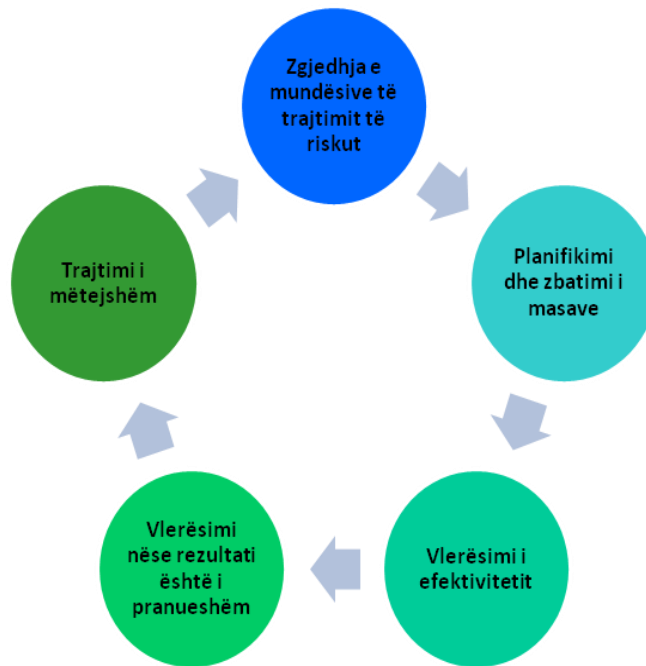 Zgjedhja e
mundësive të
trajtimit të
riskut
Planifikimi
dhe zbatimi i
masave
Vlerësimi i
efektivitetit
Vlerësimi
nëse rezultati
është i
pranueshëm
Trajtimi i
mëtejshëm